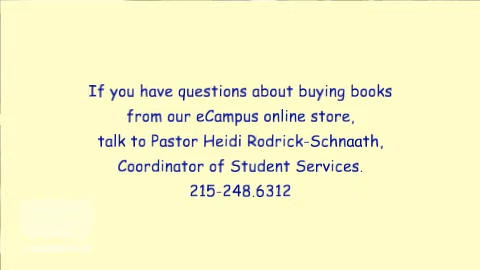 If you have questions about buying books
from our eCampus online store,
talk to Pastor Heidi Rodrick-Schnaath,
Coordinator of Student Services.
215-248.6312